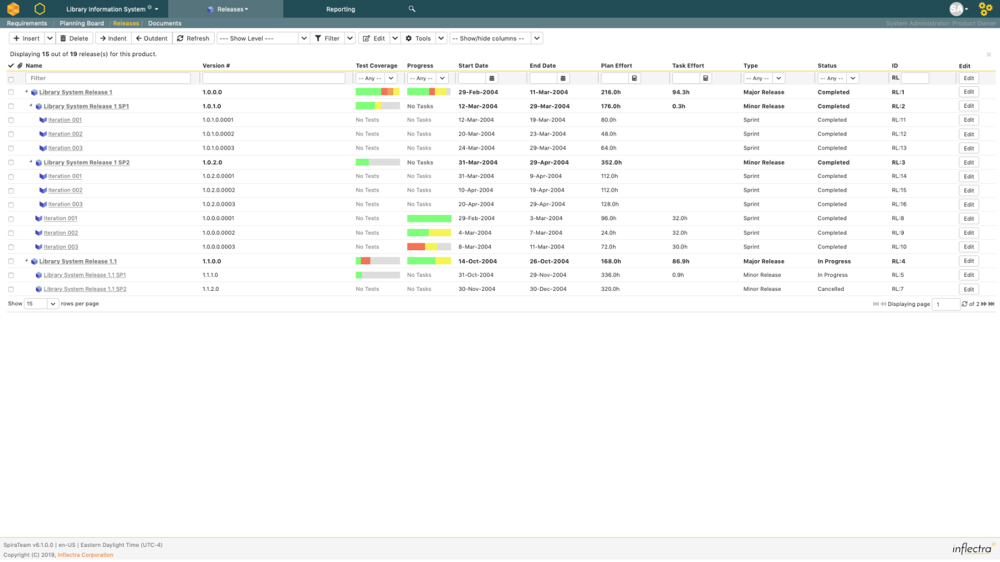 Library Information System Releases Reporting SA
Requirements / Planning Board / Releases / Documents System Administrator: Product Owner
Insert Delete Indent Outdent Refresh --- Show Level --- Filter Edit Tools -- Show/hide columns --
Displaying 15 out of 19 release(s) for this product.
Name Version # Test Coverage Progress Start Date End Date Plan Effort Task Effort Type Status ID Edit
Filter -- Any -- -- Any -- -- Any -- -- Any -- RL Edit
Library System Release 1 1.0.0.0 29-Feb-2004 11-Mar-2004 216.0h 94.3h Major Release Completed RL:1 Edit
Library System Release 1 SP1 1.0.1.0 No Tasks 12-Mar-2004 29-Mar-2004 176.0h 0.3h Minor Release Completed RL:2 Edit
Iteration 001 1.0.1.0.0001 No Tests No Tasks 12-Mar-2004 19-Mar-2004 80.0h Sprint Completed RL:11 Edit
Iteration 002 1.0.1.0.0002 No Tests No Tasks 20-Mar-2004 23-Mar-2004 48.0h Sprint Completed RL:12 Edit
Iteration 003 1.0.1.0.0003 No Tests No Tasks 24-Mar-2004 29-Mar-2004 64.0h Sprint Completed RL:13 Edit
Library System Release 1 SP2 1.0.2.0 No Tasks 31-Mar-2004 29-Apr-2004 352.0h Minor Release Completed RL:3 Edit
Iteration 001 1.0.2.0.0001 No Tests No Tasks 31-Mar-2004 9-Apr-2004 112.0h Sprint Completed RL:14 Edit
Iteration 002 1.0.2.0.0002 No Tests No Tasks 10-Apr-2004 19-Apr-2004 112.0h Sprint Completed RL:15 Edit
Iteration 003 1.0.2.0.0003 No Tests No Tasks 20-Apr-2004 29-Apr-2004 128.0h Sprint Completed RL:16 Edit
Iteration 001 1.0.0.0.0001 No Tests 29-Feb-2004 3-Mar-2004 96.0h 32.0h Sprint Completed RL:8 Edit
Iteration 002 1.0.0.0.0002 No Tests 4-Mar-2004 7-Mar-2004 24.0h 32.0h Sprint Completed RL:9 Edit
Iteration 003 1.0.0.0.0003 No Tests 8-Mar-2004 11-Mar-2004 72.0h 30.0h Sprint Completed RL:10 Edit
Library System Release 1.1 1.1.0.0 14-Oct-2004 26-Oct-2004 168.0h 86.9h Major Release In Progress RL:4 Edit
Library System Release 1.1 SP1 1.1.1.0 No Tasks 31-Oct-2004 29-Nov-2004 336.0h 0.9h Minor Release In Progress RL:5 Edit
Library System Release 1.1 SP2 1.1.2.0 No Tests No Tasks 30-Nov-2004 30-Dec-2004 320.0h Minor Release Cancelled RL:7 Edit
Show 15 rows per page Displaying page 1 of 2
SpiraTeam v6.1.0.0 | en-US | Eastern Daylight Time (UTC-4)
Copyright (C) 2019, Inflectra Corporation
inflectra